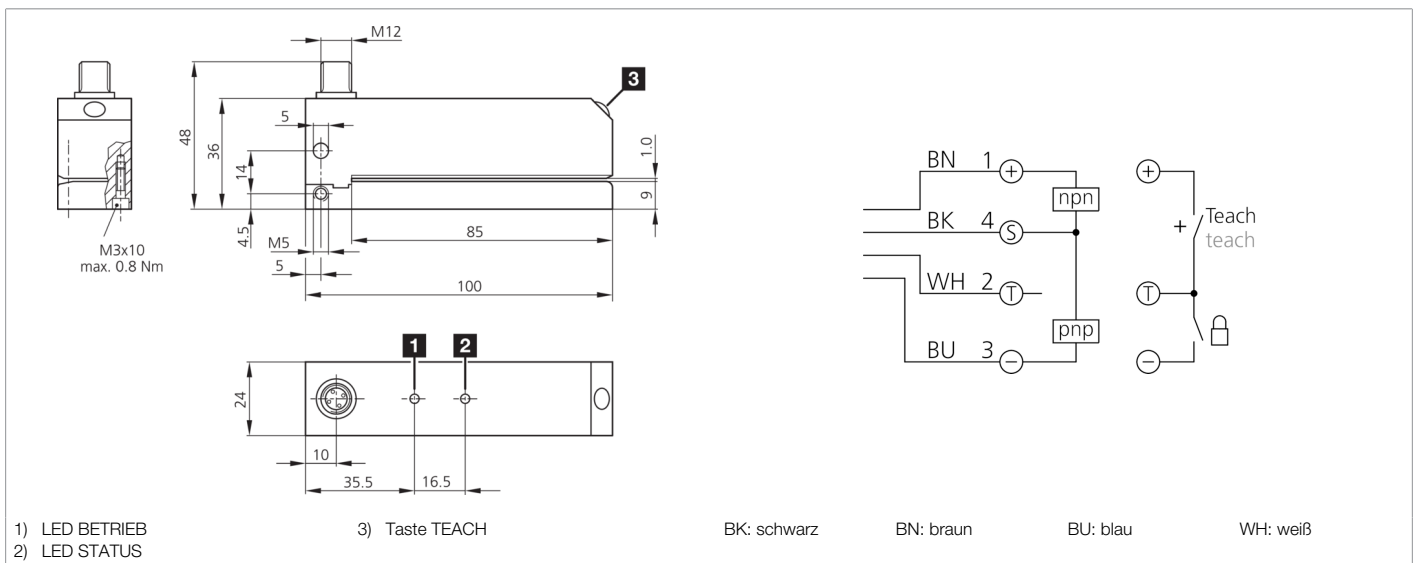 M12
3
48
36
5
14
4.5
M5
5
1.0
9
85
100
M3x10
max. 0.8 Nm
1 2
24
10
35.5 16.5
BN 1 + npn +
BK 4 S + Teach
teach
WH 2 T T
pnp
BU 3 − −
1) LED BETRIEB 3) Taste TEACH BK: schwarz BN: braun BU: blau WH: weiß
2) LED STATUS